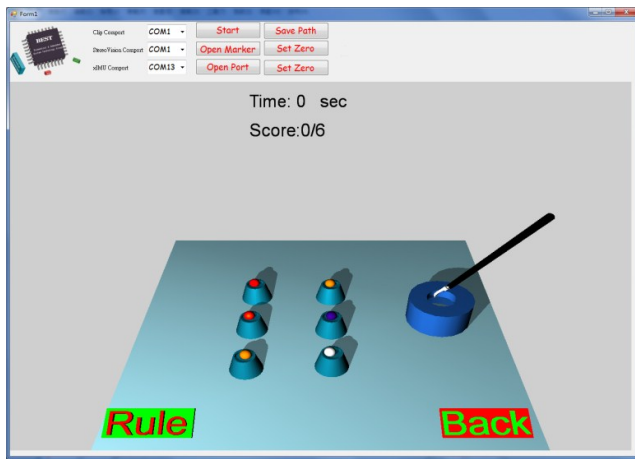 Form1
BEST
Clip Comport COM1 Start Save Path
StereoVision Comport COM1 Open Marker Set Zero
xIMU Comport COM13 Open Port Set Zero
Time: 0 sec
Score:0/6
Rule Back